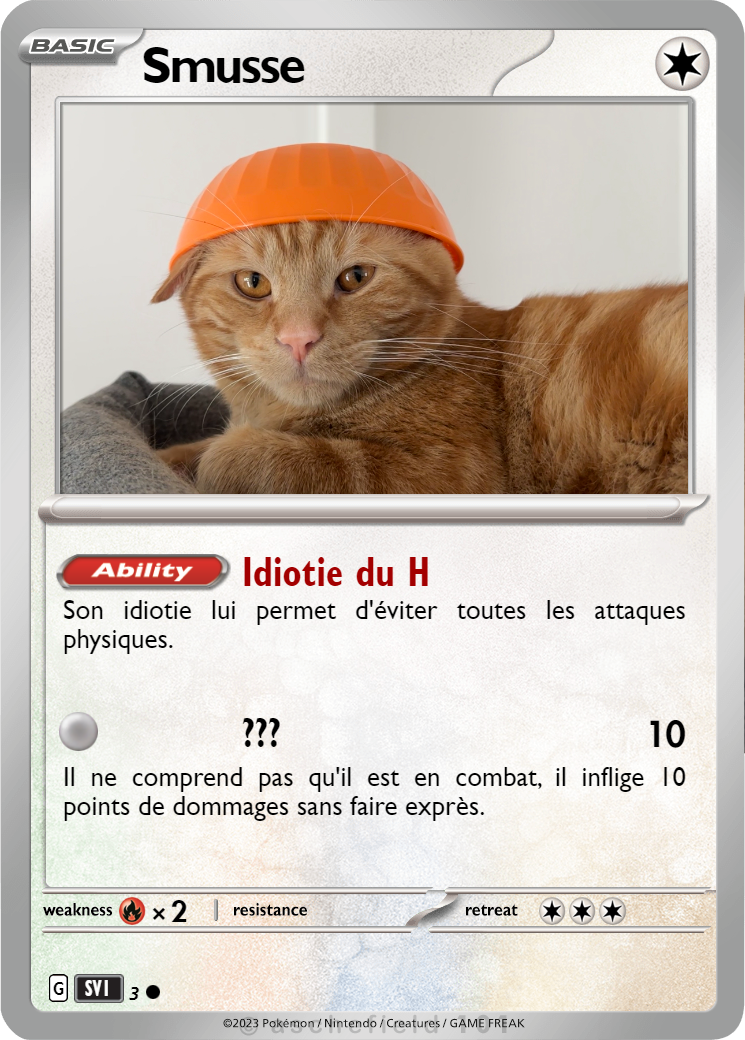 BASIC
Smusse
Ability Idiotie du H
Son idiotie lui permet d'éviter toutes les attaques
physiques.
??? 10
Il ne comprend pas qu'il est en combat, il inflige 10
points de dommages sans faire exprès.
weakness × 2 | resistance retreat
G SVI 3
©2023 Pokémon / Nintendo / Creatures / GAME FREAK